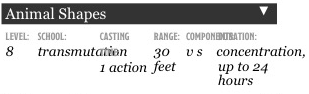 Animal Shapes
LEVEL: SCHOOL: CASTING TIME: RANGE: COMPONENTS: DURATION:
8 transmutation 1 action 30 feet v s concentration, up to 24 hours